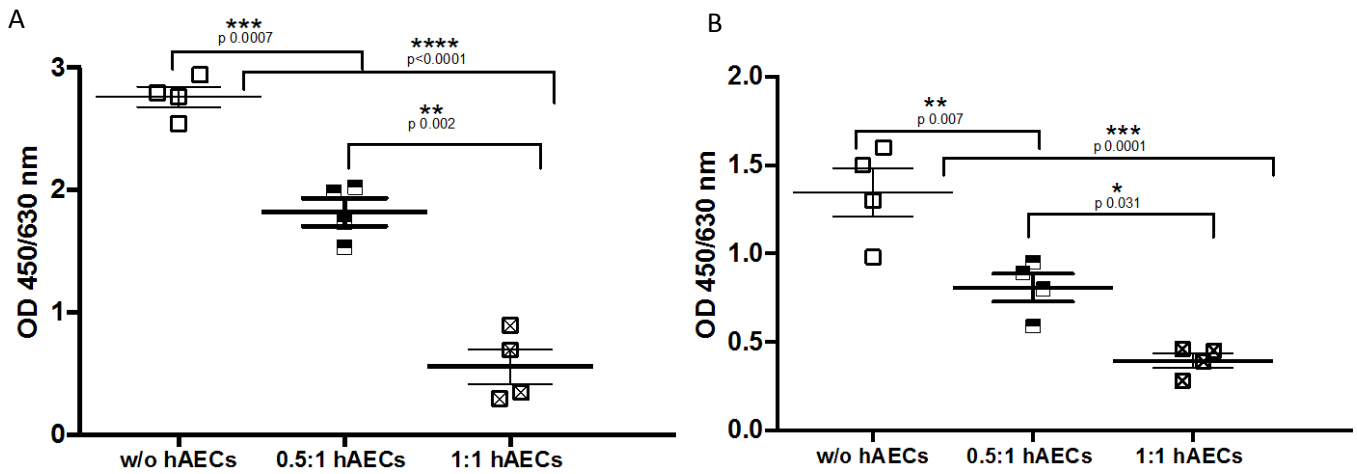 A
***
p 0.0007
****
p<0.0001
**
p 0.002
3
2
1
0
OD 450/630 nm
w/o hAECs 0.5:1 hAECs 1:1 hAECs
B
**
p 0.007
***
p 0.0001
*
p 0.031
2.0
1.5
1.0
0.5
0.0
OD 450/630 nm
w/o hAECs 0.5:1 hAECs 1:1 hAECs